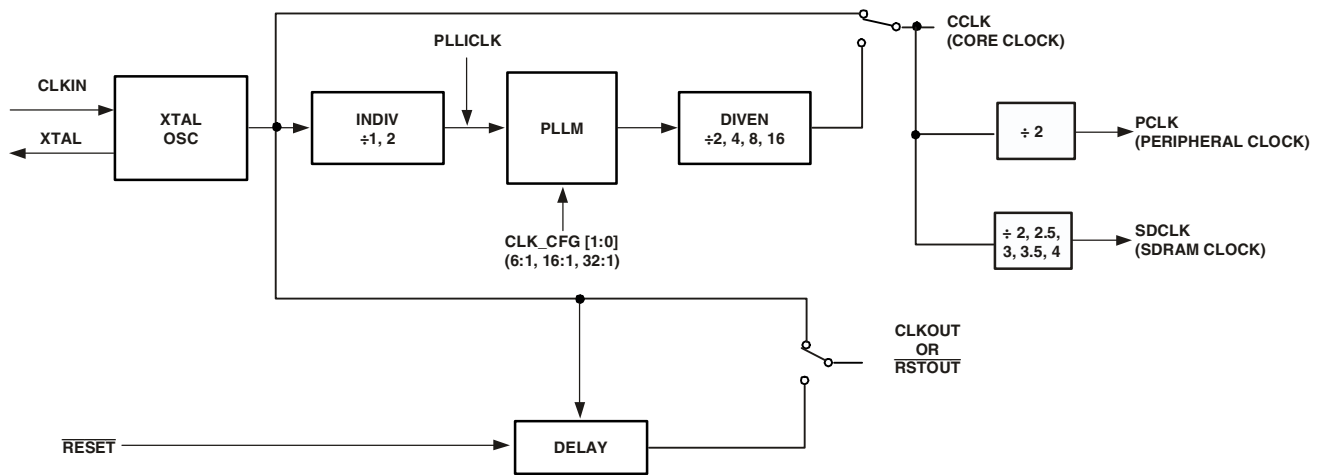 CCLK
(CORE CLOCK)
PLLICLK
CLKIN
XTAL
XTAL
OSC
INDIV
÷1, 2
PLLM
DIVEN
÷2, 4, 8, 16
÷ 2
PCLK
(PERIPHERAL CLOCK)
CLK_CFG [1:0]
(6:1, 16:1, 32:1)
÷ 2, 2.5,
3, 3.5, 4
SDCLK
(SDRAM CLOCK)
CLKOUT
OR
RSTOUT
RESET
DELAY